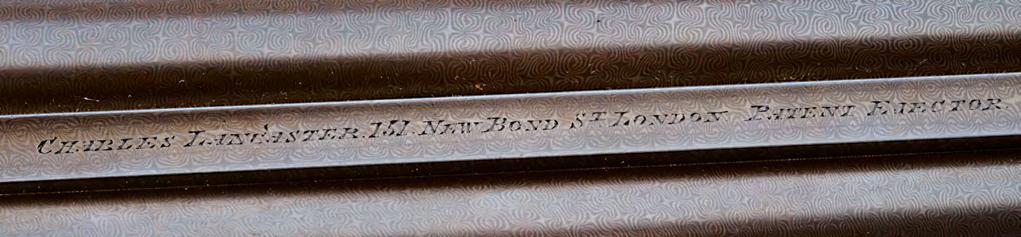 CHARLES LANCASTER. 151. NEW BOND ST LONDON PATENT EJECTOR.